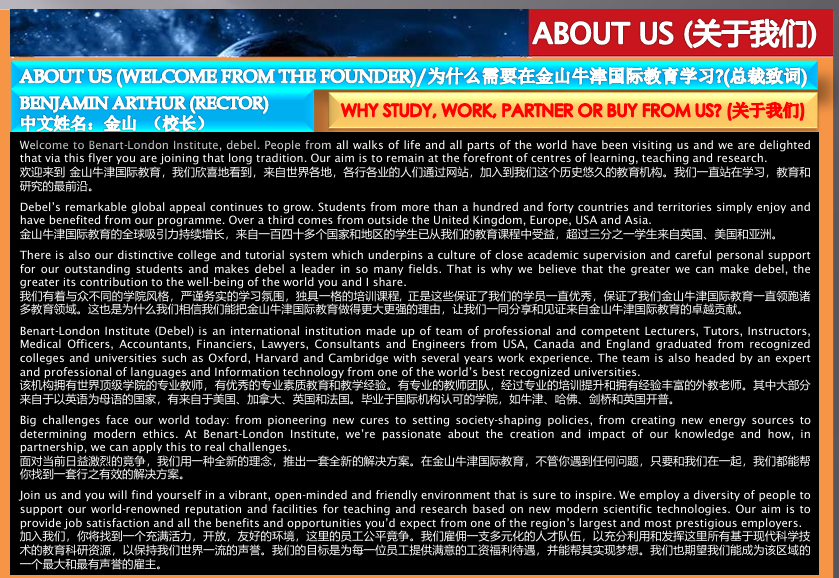 ABOUT US (关于我们)
ABOUT US (WELCOME FROM THE FOUNDER)/为什么需要在金山牛津国际教育学习?(总裁致词)
BENJAMIN ARTHUR (RECTOR)
中文姓名：金山 （校长）
WHY STUDY, WORK, PARTNER OR BUY FROM US? (关于我们)
Welcome to Benart-London Institute, debel. People from all walks of life and all parts of the world have been visiting us and we are delighted
that via this flyer you are joining that long tradition. Our aim is to remain at the forefront of centres of learning, teaching and research.
欢迎来到 金山牛津国际教育，我们欣喜地看到，来自世界各地，各行各业的人们通过网站，加入到我们这个历史悠久的教育机构。我们一直站在学习，教育和
研究的最前沿。
Debel's remarkable global appeal continues to grow. Students from more than a hundred and forty countries and territories simply enjoy and
have benefited from our programme. Over a third comes from outside the United Kingdom, Europe, USA and Asia.
金山牛津国际教育的全球吸引力持续增长，来自一百四十多个国家和地区的学生已从我们的教育课程中受益，超过三分之一学生来自英国、美国和亚洲。
There is also our distinctive college and tutorial system which underpins a culture of close academic supervision and careful personal support
for our outstanding students and makes debel a leader in so many fields. That is why we believe that the greater we can make debel, the
greater its contribution to the well-being of the world you and I share.
我们有着与众不同的学院风格，严谨务实的学习氛围，独具一格的培训课程, 正是这些保证了我们的学员一直优秀，保证了我们金山牛津国际教育一直领跑诸
多教育领域。这也是为什么我们相信我们能把金山牛津国际教育做得更大更强的理由，让我们一同分享和见证来自金山牛津国际教育的卓越贡献。
Benart-London Institute (Debel) is an international institution made up of team of professional and competent Lecturers, Tutors, Instructors,
Medical Officers, Accountants, Financiers, Lawyers, Consultants and Engineers from USA, Canada and England graduated from recognized
colleges and universities such as Oxford, Harvard and Cambridge with several years work experience. The team is also headed by an expert
and professional of languages and Information technology from one of the world's best recognized universities.
该机构拥有世界顶级学院的专业教师，有优秀的专业素质教育和教学经验。有专业的教师团队，经过专业的培训提升和拥有经验丰富的外教老师。其中大部分
来自于以英语为母语的国家，有来自于美国、加拿大、英国和法国。毕业于国际机构认可的学院，如牛津、哈佛、剑桥和英国开普。
Big challenges face our world today: from pioneering new cures to setting society-shaping policies, from creating new energy sources to
determining modern ethics. At Benart-London Institute, we're passionate about the creation and impact of our knowledge and how, in
partnership, we can apply this to real challenges.
面对当前日益激烈的竞争，我们用一种全新的理念，推出一套全新的解决方案。在金山牛津国际教育，不管你遇到任何问题，只要和我们在一起，我们都能帮
你找到一套行之有效的解决方案。
Join us and you will find yourself in a vibrant, open-minded and friendly environment that is sure to inspire. We employ a diversity of people to
support our world-renowned reputation and facilities for teaching and research based on new modern scientific technologies. Our aim is to
provide job satisfaction and all the benefits and opportunities you'd expect from one of the region's largest and most prestigious employers.
加入我们，你将找到一个充满活力，开放，友好的环境，这里的员工公平竞争。我们雇佣一支多元化的人才队伍，以充分利用和发挥这里所有基于现代科学技
术的教育科研资源，以保持我们世界一流的声誉。我们的目标是为每一位员工提供满意的工资福利待遇，并能帮其实现梦想。我们也期望我们能成为该区域的
一个最大和最有声誉的雇主。